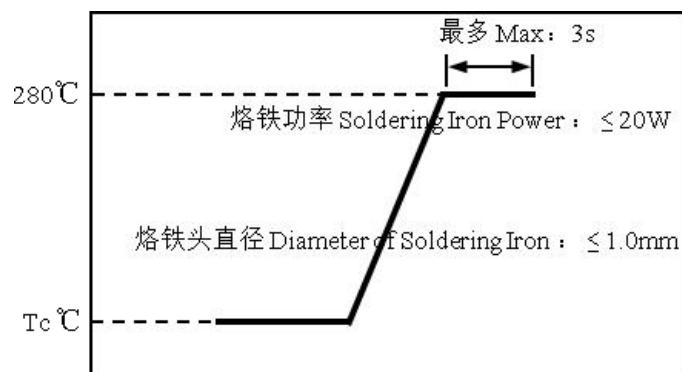 最多 Max：3s
280℃
烙铁功率 Soldering Iron Power：≤20W
烙铁头直径 Diameter of Soldering Iron：≤1.0mm
Tc℃